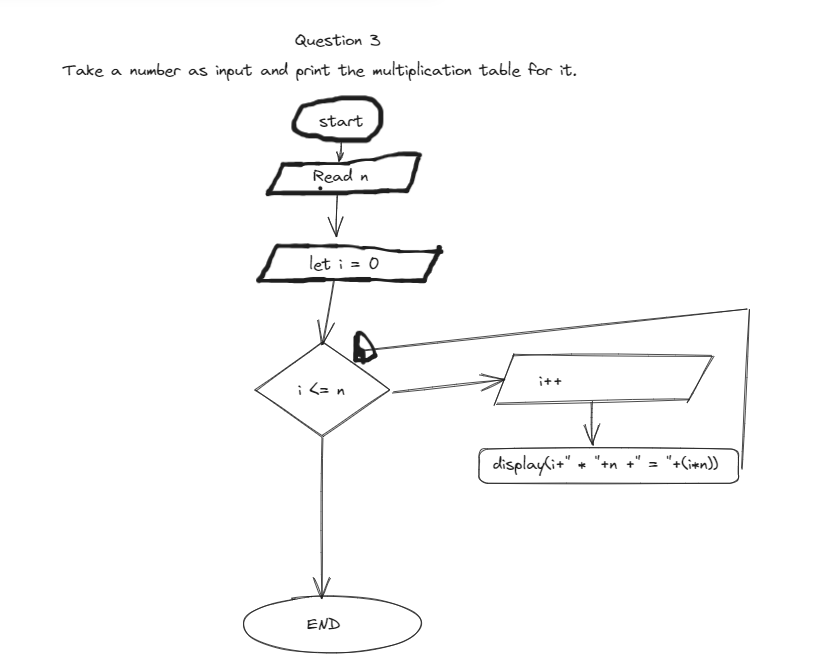 Question 3
Take a number as input and print the multiplication table for it.
start
Read n
let i = 0
i <= n
i++
display(i+" * "+n +" = "+(i*n))
END